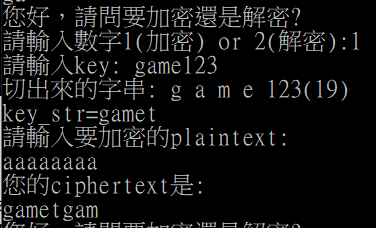 您好，請問要加密還是解密?
請輸入數字1(加密) or 2(解密):1
請輸入key: game123
切出來的字串: g a m e 123(19)
key_str=gamet
請輸入要加密的plaintext:
aaaaaaaa
您的ciphertext是:
gametgam